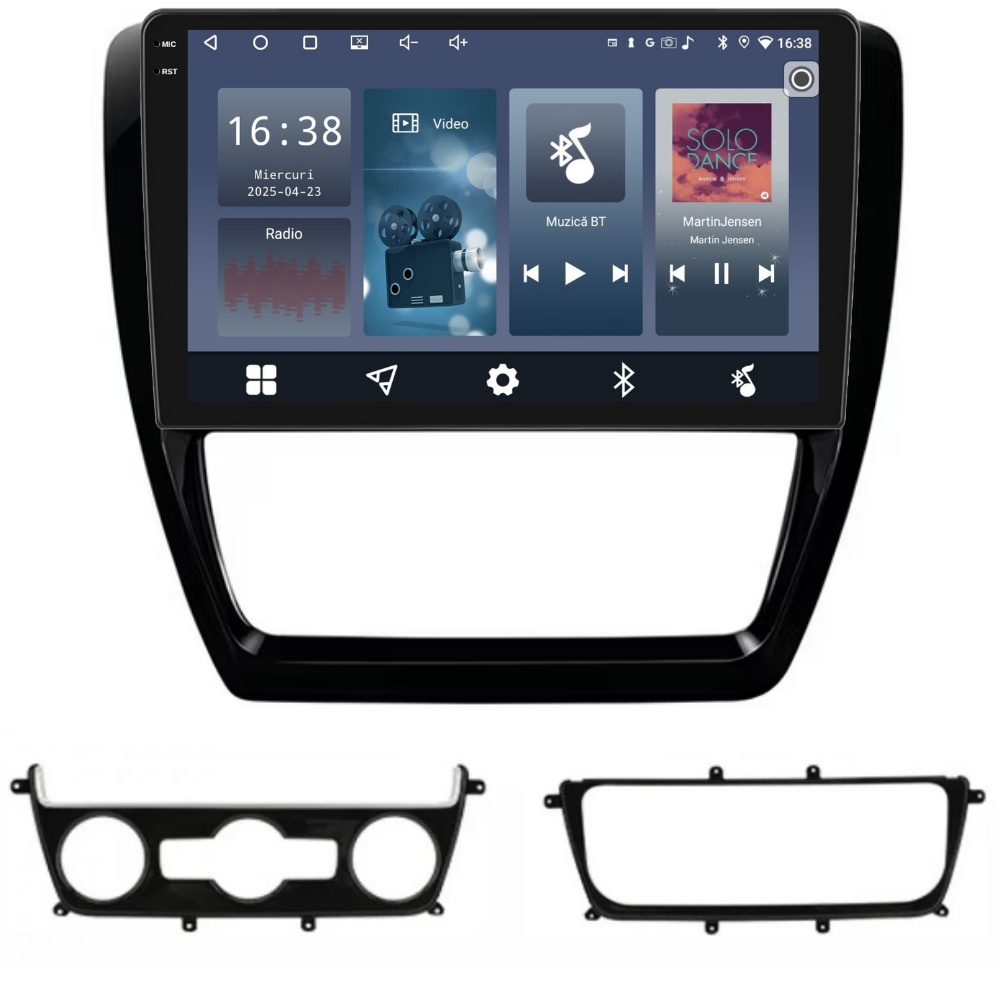 MIC
16:38
RST
16:38
Miercuri
2025-04-23
Radio
Video
Muzică BT
SOLO
DANCE
MARTIN JENSEN
MartinJensen
Martin Jensen